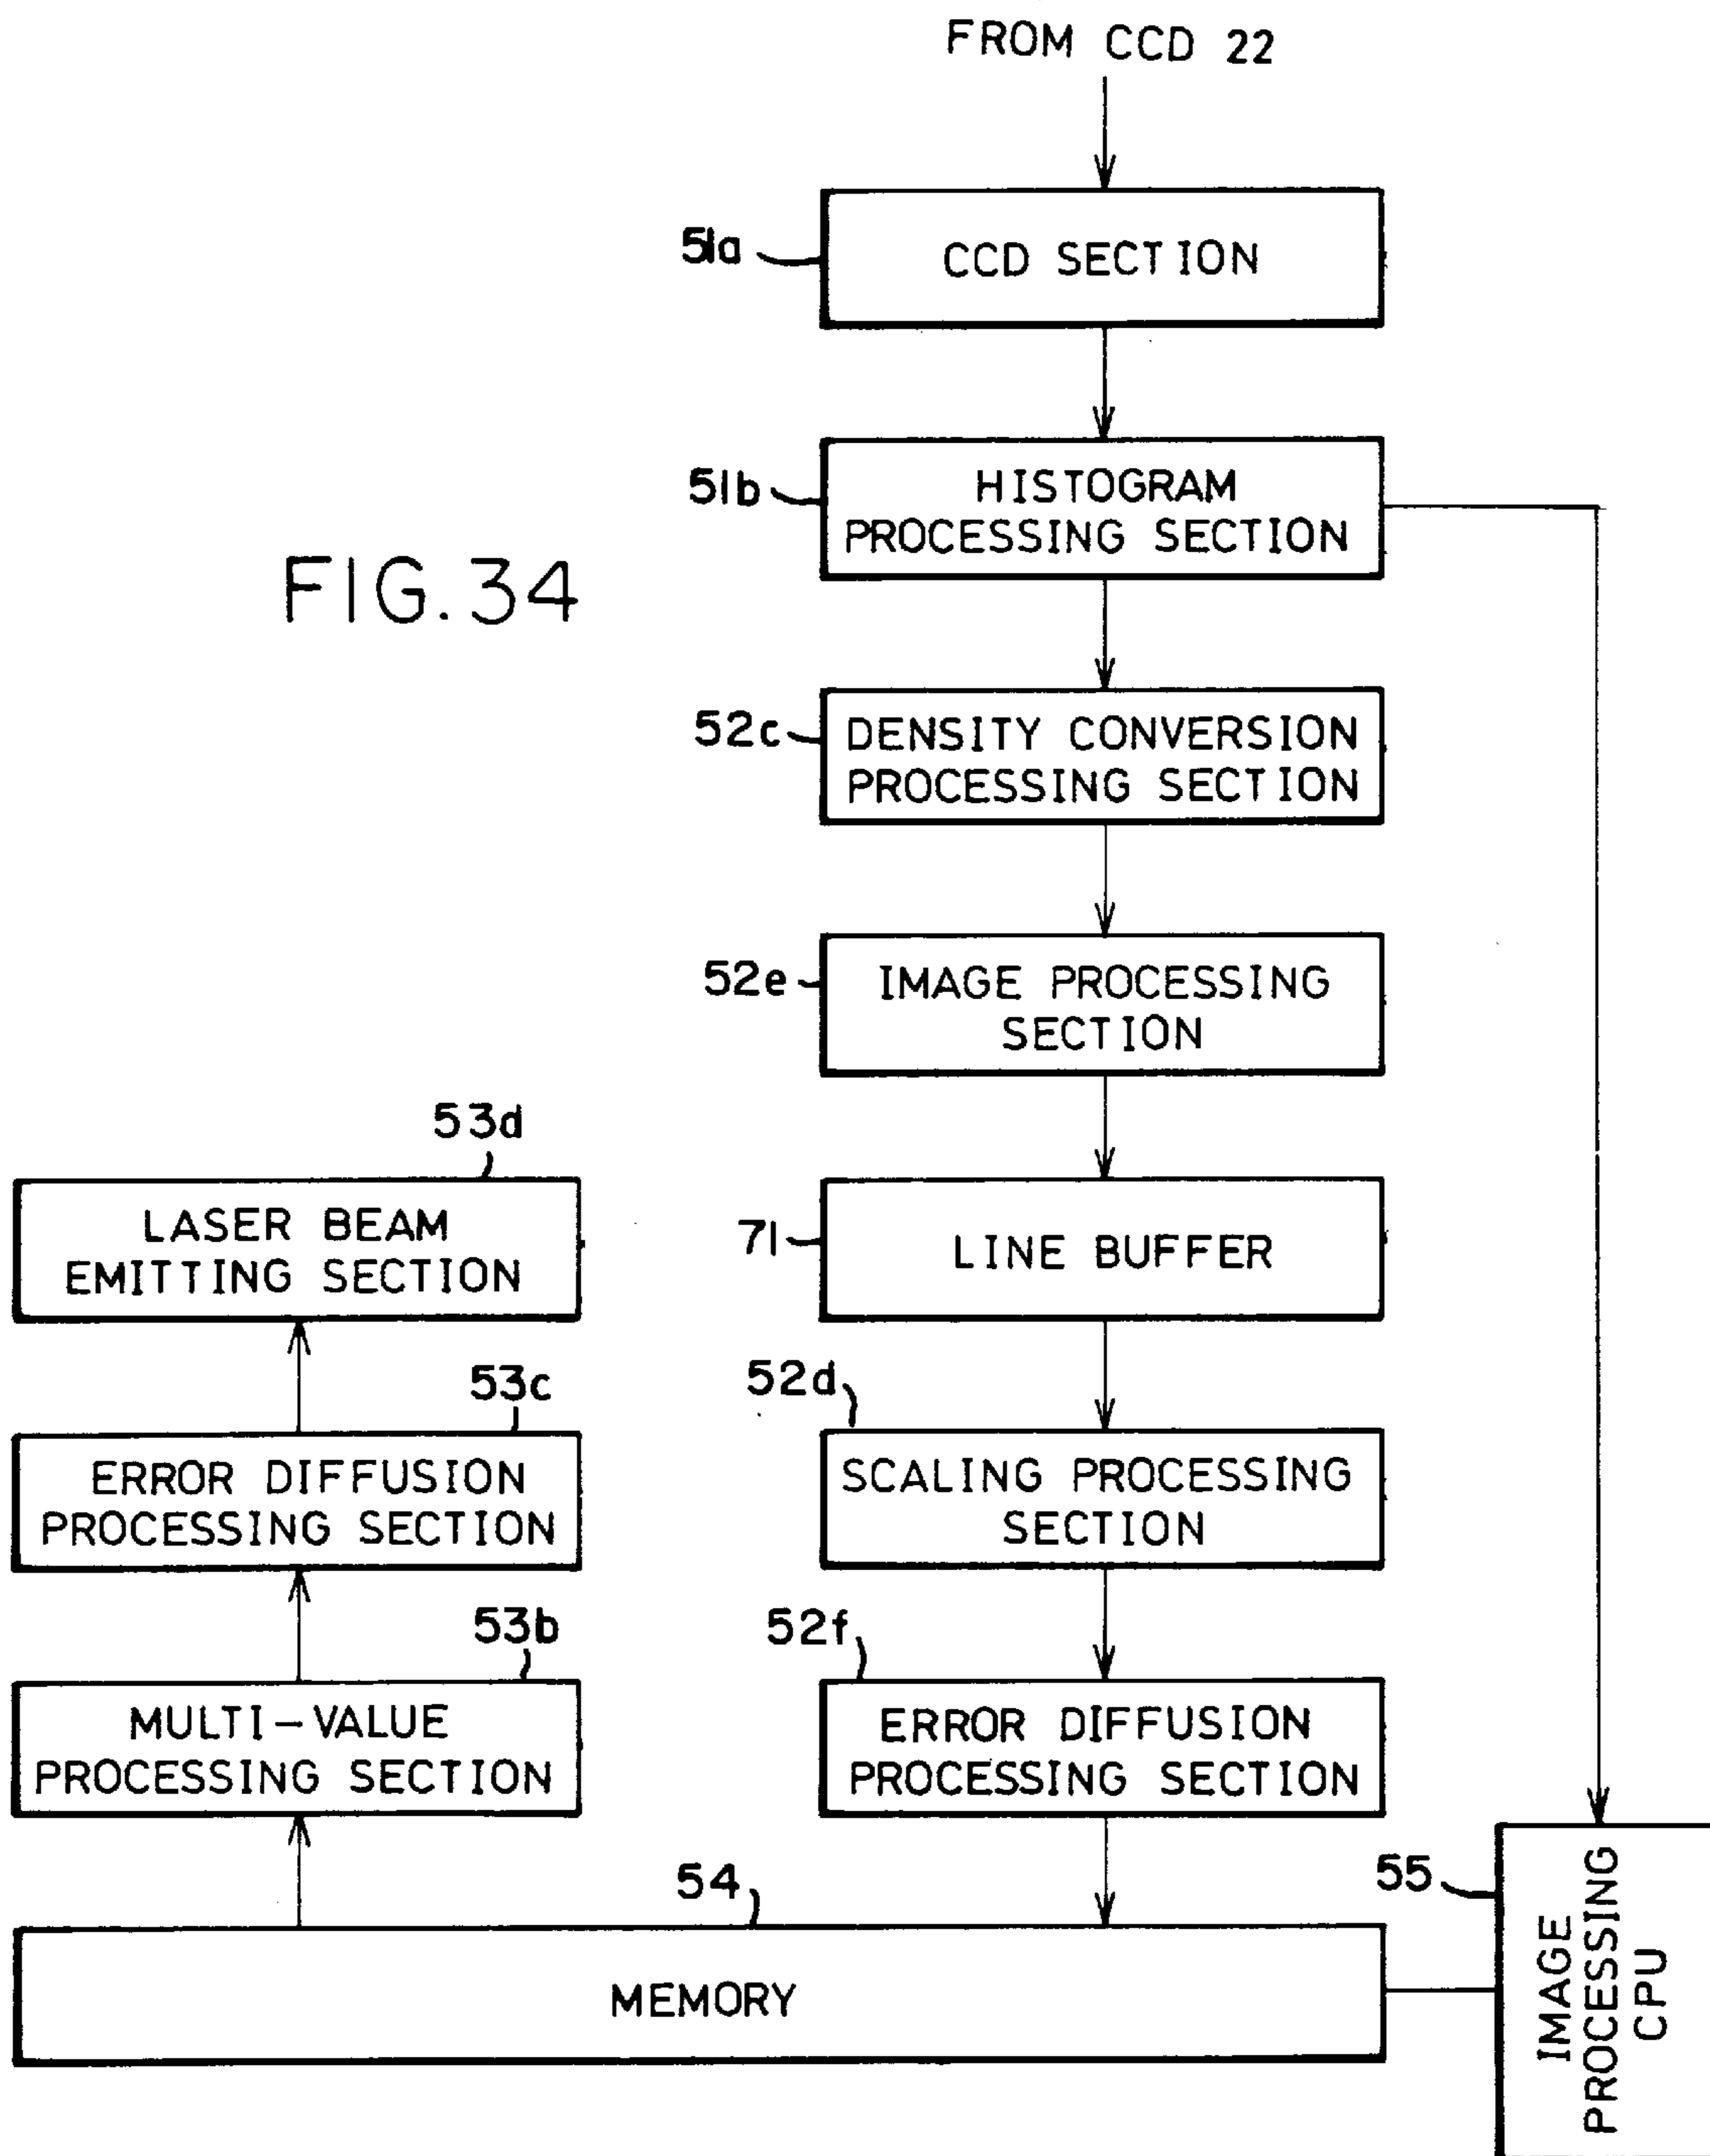 FROM CCD 22
51a
CCD SECTION
51b
HISTOGRAM
PROCESSING SECTION
FIG.34
52c
DENSITY CONVERSION
PROCESSING SECTION
52e
IMAGE PROCESSING
SECTION
53d
LASER BEAM
EMITTING SECTION
71
LINE BUFFER
53c
ERROR DIFFUSION
PROCESSING SECTION
52d
SCALING PROCESSING
SECTION
53b
MULTI-VALUE
PROCESSING SECTION
52f
ERROR DIFFUSION
PROCESSING SECTION
54
MEMORY
55
IMAGE
PROCESSING
CPU